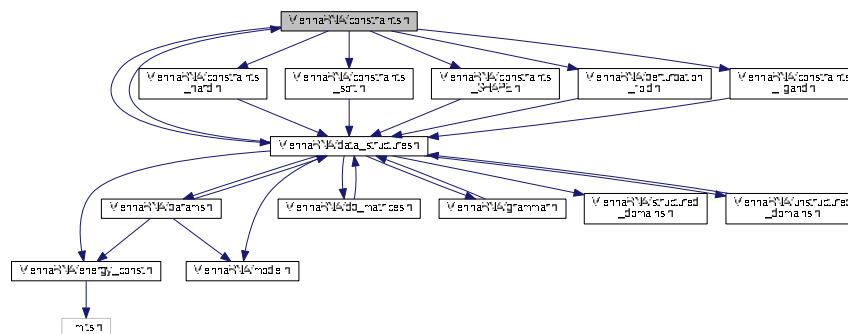 ViennaRNA/constraints.h
ViennaRNA/constraints
_hard.h
ViennaRNA/constraints
_soft.h
ViennaRNA/constraints
_SHAPE.h
ViennaRNA/perturbation
_fold.h
ViennaRNA/constraints
_ligand.h
ViennaRNA/data_structures.h
ViennaRNA/params.h
ViennaRNA/dp_matrices.h
ViennaRNA/grammar.h
ViennaRNA/structured
_domains.h
ViennaRNA/unstructured
_domains.h
ViennaRNA/energy_const.h
ViennaRNA/model.h
limits.h